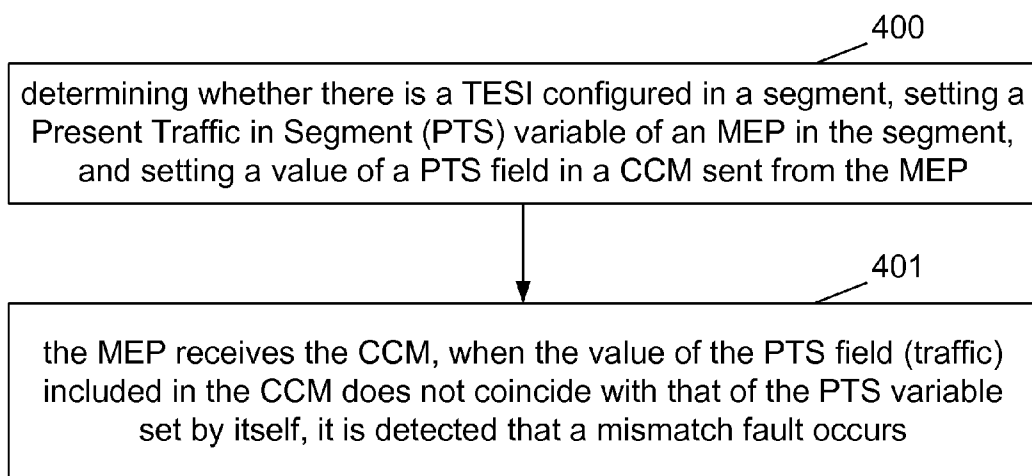 400
determining whether there is a TESI configured in a segment, setting a
Present Traffic in Segment (PTS) variable of an MEP in the segment,
and setting a value of a PTS field in a CCM sent from the MEP
401
the MEP receives the CCM, when the value of the PTS field (traffic)
included in the CCM does not coincide with that of the PTS variable
set by itself, it is detected that a mismatch fault occurs